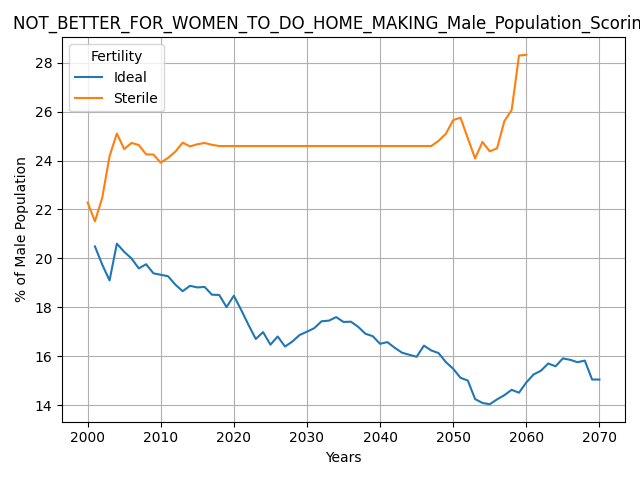 NOT_BETTER_FOR_WOMEN_TO_DO_HOME_MAKING_Male_Population_Scorin
Fertility
Ideal
Sterile
% of Male Population
28
26
24
22
20
18
16
14
2000 2010 2020 2030 2040 2050 2060 2070
Years